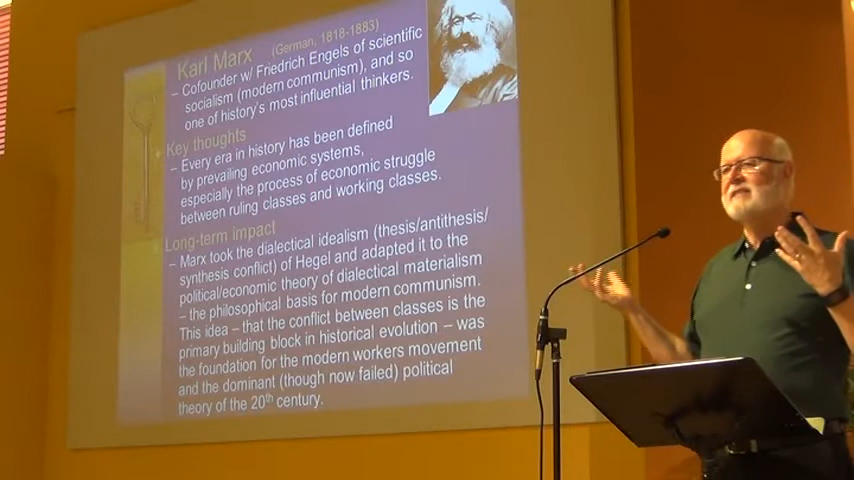 Karl Marx (German, 1818-1883)
– Cofounder w/ Friedrich Engels of scientific
socialism (modern communism), and so
one of history's most influential thinkers.
Key thoughts
– Every era in history has been defined
by prevailing economic systems,
especially the process of economic struggle
between ruling classes and working classes.
Long-term impact
– Marx took the dialectical idealism (thesis/antithesis/
synthesis conflict) of Hegel and adapted it to the
political/economic theory of dialectical materialism
– the philosophical basis for modern communism.
This idea – that the conflict between classes is the
primary building block in historical evolution – was
the foundation for the modern workers movement
and the dominant (though now failed) political
theory of the 20th century.